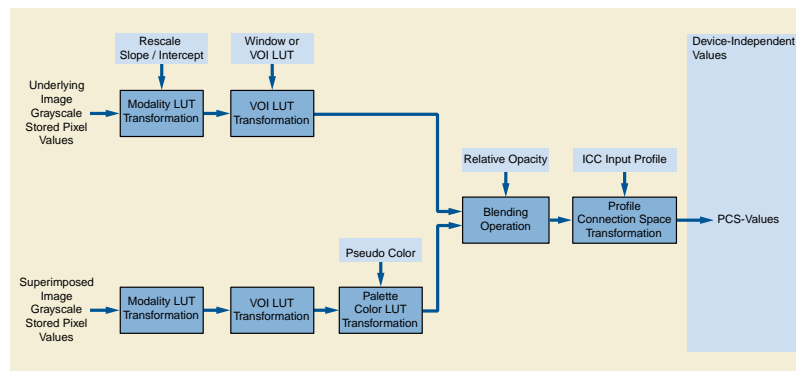 Rescale
Slope / Intercept
Window or
VOI LUT
Device-Independent
Values
Underlying
Image
Grayscale
Stored Pixel
Values
Modality LUT
Transformation
VOI LUT
Transformation
Relative Opacity
ICC Input Profile
Blending
Operation
Profile
Connection Space
Transformation
PCS-Values
Pseudo Color
Superimposed
Image
Grayscale
Stored Pixel
Values
Modality LUT
Transformation
VOI LUT
Transformation
Palette
Color LUT
Transformation